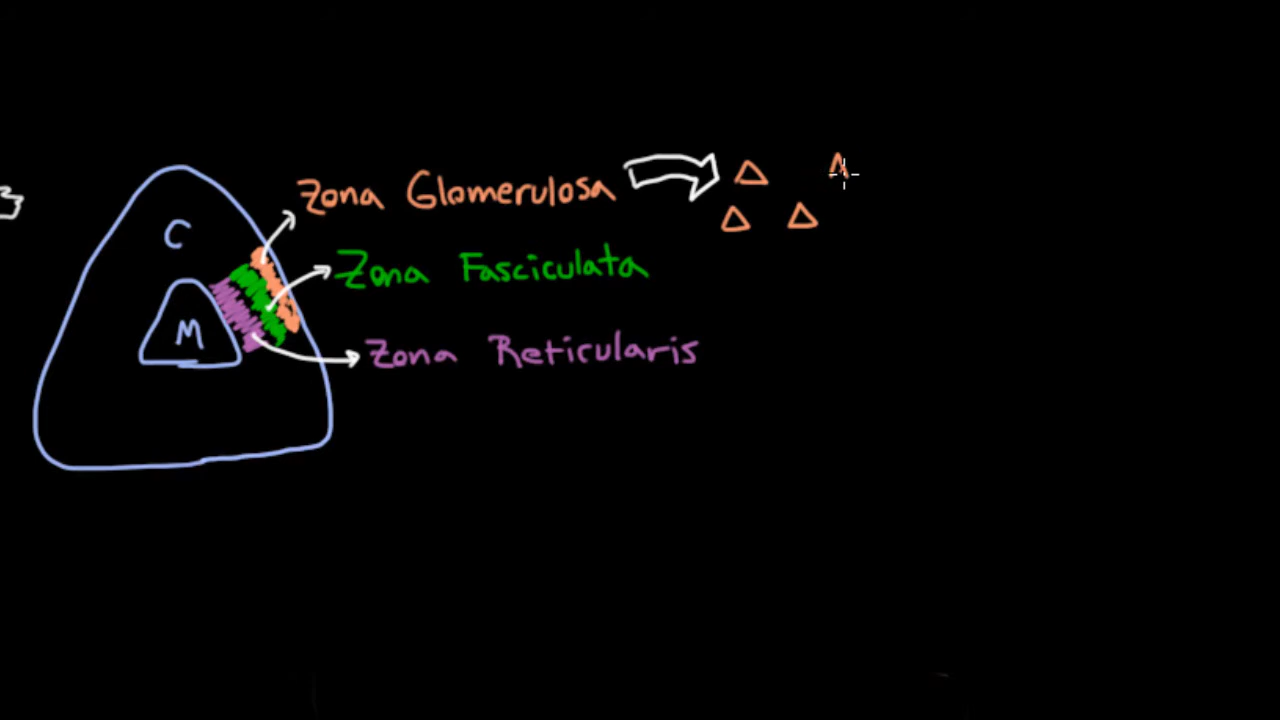 C
M
Zona Glomerulosa
Zona Fasciculata
Zona Reticularis